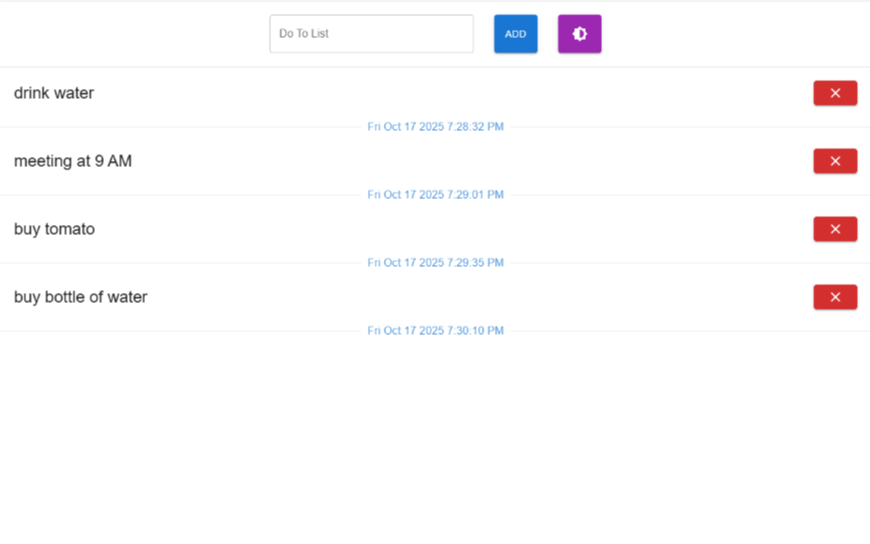 Do To List
ADD
drink water
Fri Oct 17 2025 7:28:32 PM
meeting at 9 AM
Fri Oct 17 2025 7:29:01 PM
buy tomato
Fri Oct 17 2025 7:29:35 PM
buy bottle of water
Fri Oct 17 2025 7:30:10 PM